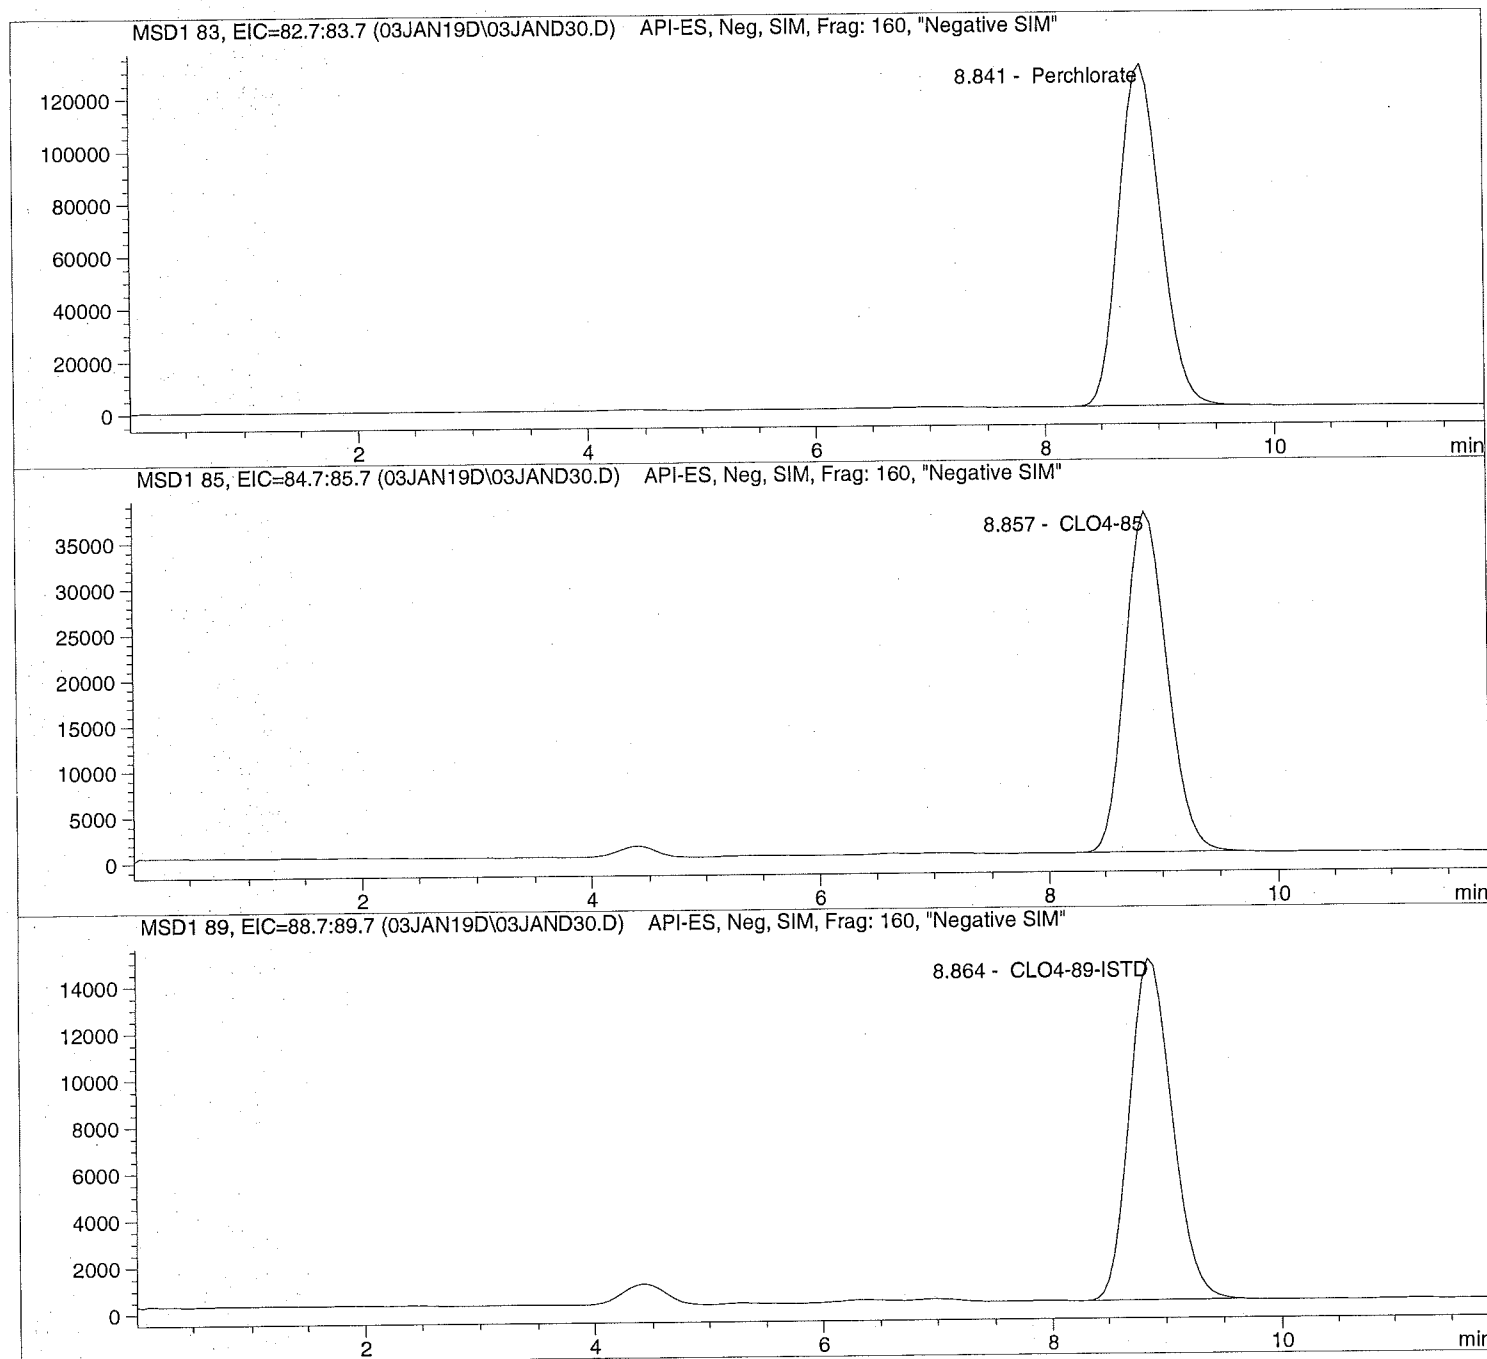 MSD1 83, EIC=82.7:83.7 (03JAN19D\03JAND30.D) API-ES, Neg, SIM, Frag: 160, "Negative SIM"
8.841 - Perchlorate
120000
100000
80000
60000
40000
20000
0
2 4 6 8 10 min
MSD1 85, EIC=84.7:85.7 (03JAN19D\03JAND30.D) API-ES, Neg, SIM, Frag: 160, "Negative SIM"
8.857 - CLO4-85
35000
30000
25000
20000
15000
10000
5000
0
2 4 6 8 10 min
MSD1 89, EIC=88.7:89.7 (03JAN19D\03JAND30.D) API-ES, Neg, SIM, Frag: 160, "Negative SIM"
8.864 - CLO4-89-ISTD
14000
12000
10000
8000
6000
4000
2000
0
2 4 6 8 10 min